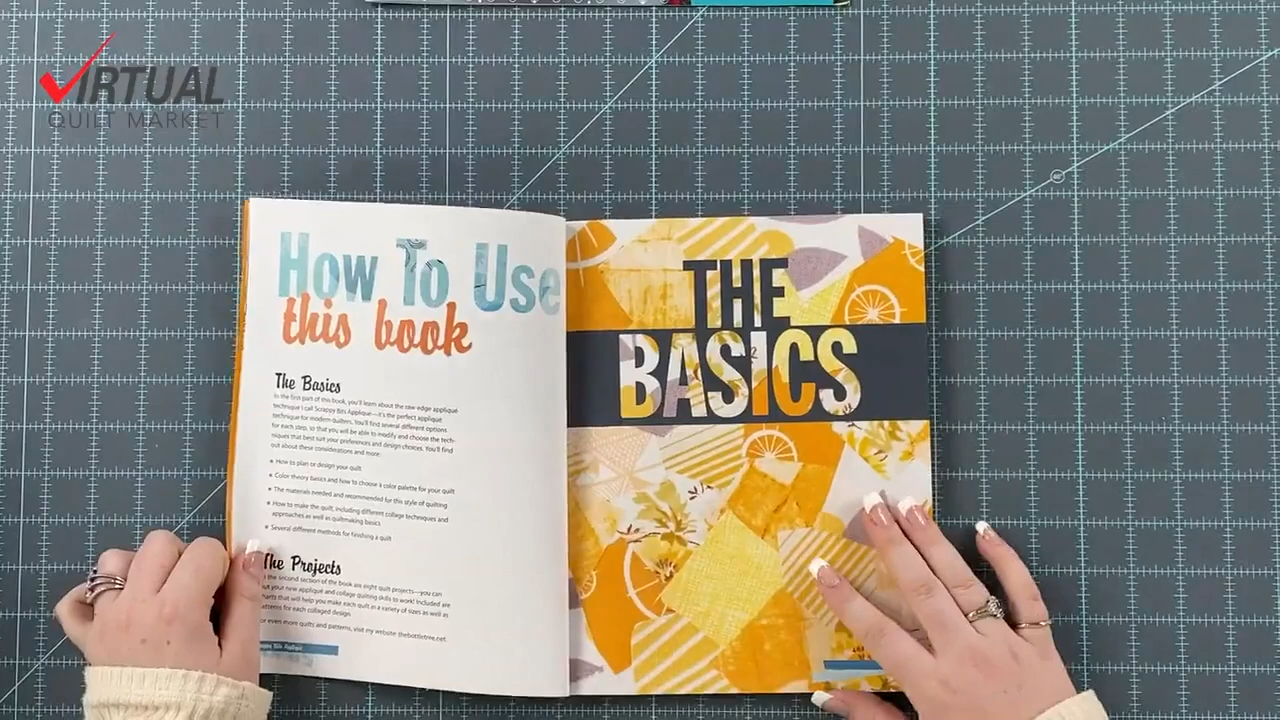 VIRTUAL
QUILT MARKET
How To Use
this book
The Basics
In the first part of this book, you'll learn about the raw-edge appliqué
technique I call Scrappy Bits Appliqué—it's the perfect appliqué
technique for modern quilters. You'll find several different options
for each step, so that you will be able to modify and choose the tech-
niques that best suit your preferences and design choices. You'll find
out about these considerations and more:
How to plan or design your quilt
Color theory basics and how to choose a color palette for your quilt
The materials needed and recommended for this style of quilting
How to make the quilt, including different collage techniques and
approaches as well as quiltmaking basics
Several different methods for finishing a quilt
The Projects
the second section of the book are eight quilt projects—you can
your new appliqué and collage quilting skills to work! Included are
that will help you make each quilt in a variety of sizes as well as
for each collaged design.
even more quilts and patterns, visit my website thebottletree.net.
Bits Appliqué
THE
BASICS